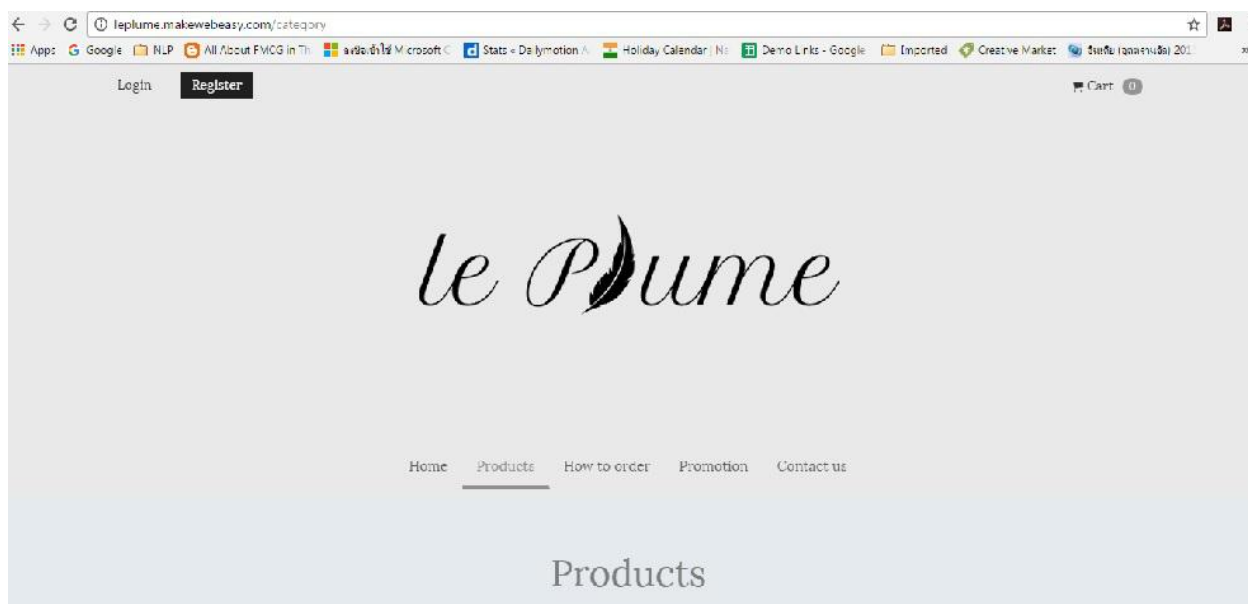 leplume.makewebeasy.com/category
Apps Google NLP All About FMCG in Th Stats « Dailymotion Holiday Calendar | Na Demo Links - Google Imported Creative Market »
Login Register Cart 0
le Plume
Home Products How to order Promotion Contact us
Products